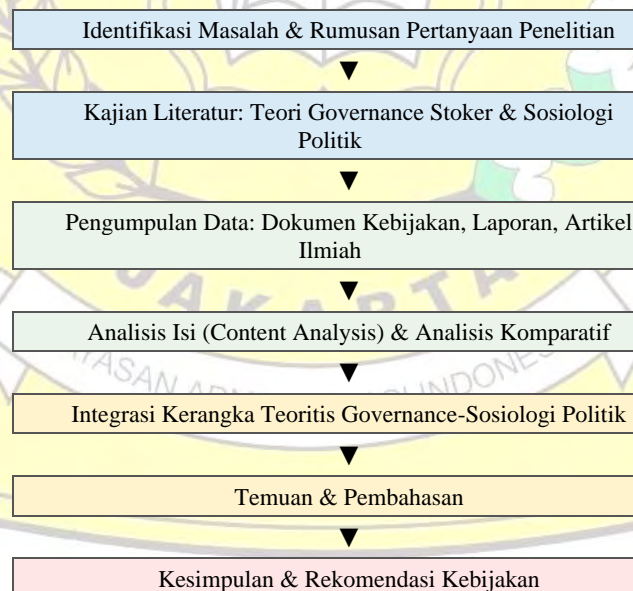 Identifikasi Masalah & Rumusan Pertanyaan Penelitian
▼
Kajian Literatur: Teori Governance Stoker & Sosiologi
Politik
▼
Pengumpulan Data: Dokumen Kebijakan, Laporan, Artikel
Ilmiah
▼
JAKARTA
Analisis Isi (Content Analysis) & Analisis Komparatif
▼
Integrasi Kerangka Teoritis Governance-Sosiologi Politik
▼
Temuan & Pembahasan
▼
Kesimpulan & Rekomendasi Kebijakan